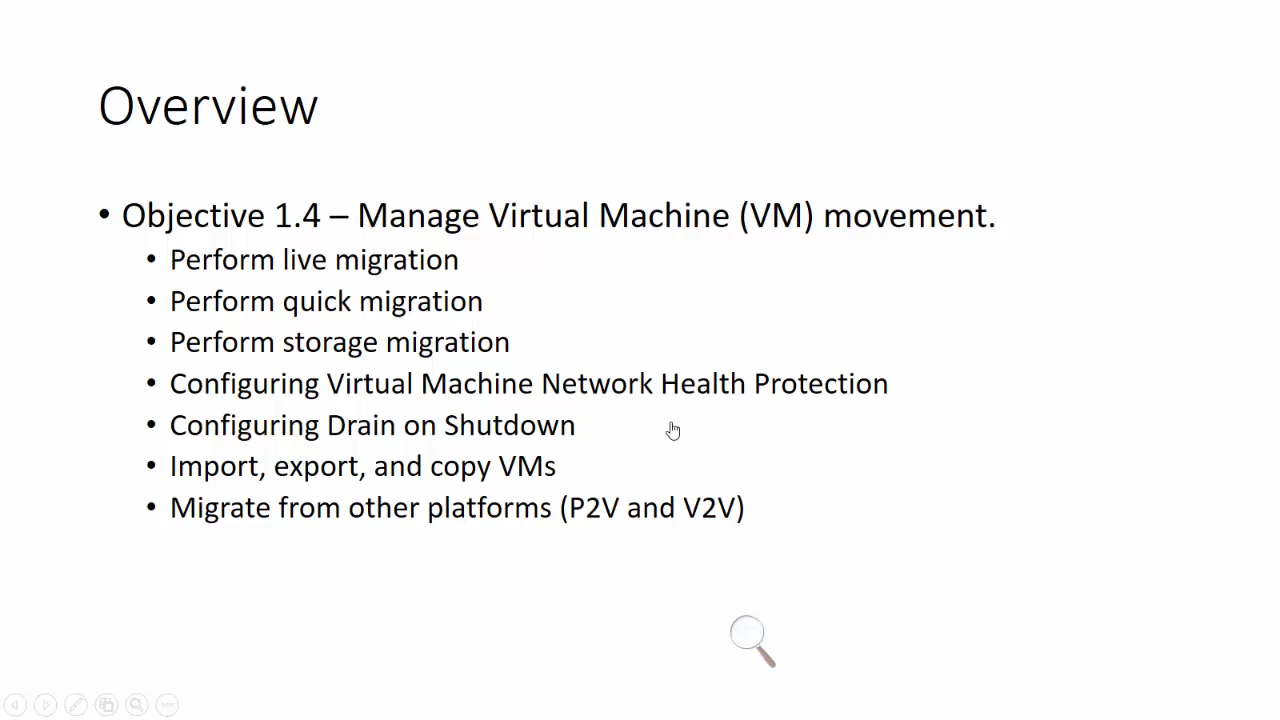 Overview
• Objective 1.4 – Manage Virtual Machine (VM) movement.
• Perform live migration
• Perform quick migration
• Perform storage migration
• Configuring Virtual Machine Network Health Protection
• Configuring Drain on Shutdown
• Import, export, and copy VMs
• Migrate from other platforms (P2V and V2V)